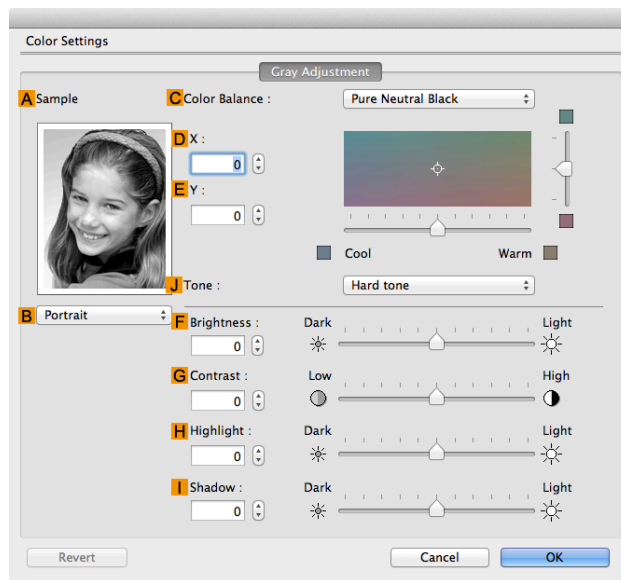 Color Settings
Gray Adjustment
A Sample
C Color Balance :
Pure Neutral Black
D X :
0
E Y :
0
Cool
Warm
J Tone :
Hard tone
B Portrait
F Brightness :
Dark
Light
0
G Contrast :
Low
High
0
H Highlight :
Dark
Light
0
I Shadow :
Dark
Light
0
Revert
Cancel
OK